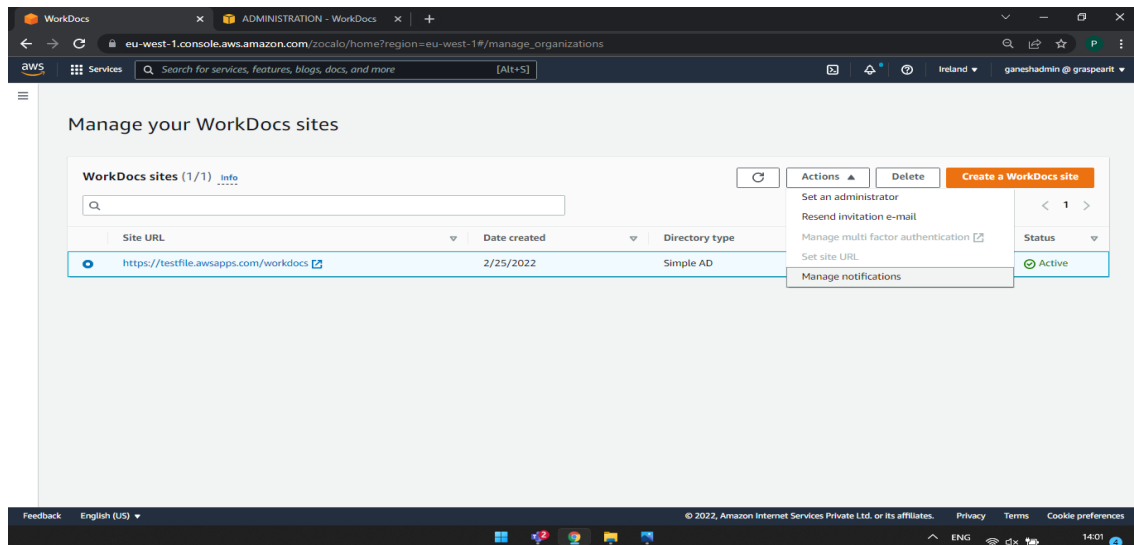 WorkDocs
ADMINISTRATION - WorkDocs
eu-west-1.console.aws.amazon.com/zocalo/home?region=eu-west-1#/manage_organizations
P
aws
Services
Search for services, features, blogs, docs, and more
[Alt+S]
Ireland
ganeshadmin @ graspearit
Manage your WorkDocs sites
WorkDocs sites (1/1) Info
Actions
Delete
Create a WorkDocs site
Set an administrator
Resend invitation e-mail
Manage multi factor authentication
Set site URL
Manage notifications
1
Site URL
Date created
Directory type
Status
https://testfile.awsapps.com/workdocs
2/25/2022
Simple AD
Active
Feedback
English (US)
© 2022, Amazon Internet Services Private Ltd. or its affiliates.
Privacy
Terms
Cookie preferences
2
ENG
14:01
4